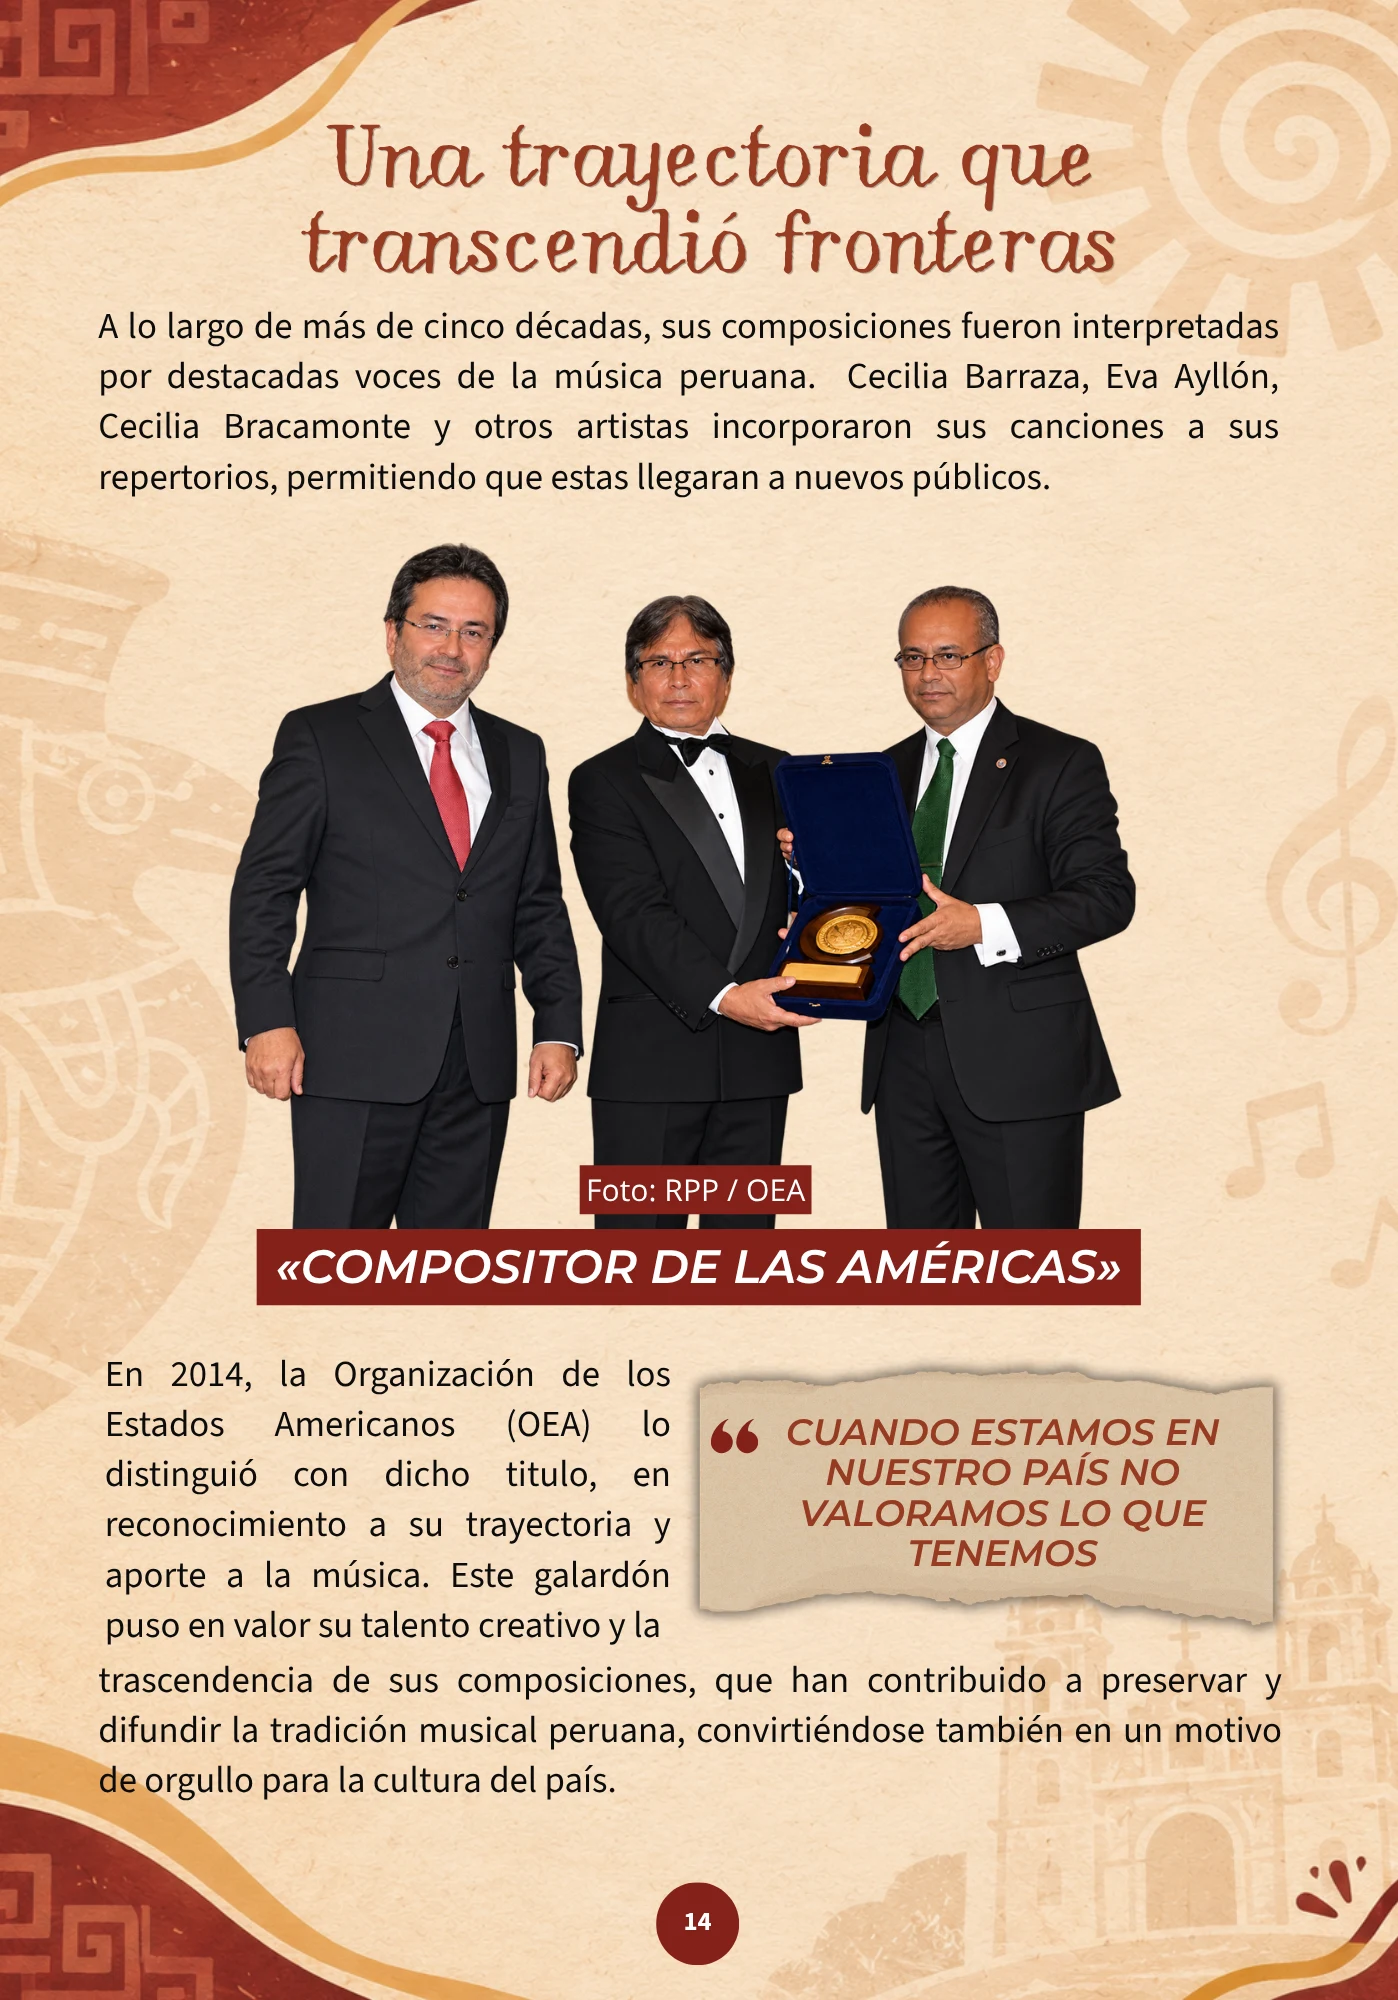 Una trayectoria que
transcendió fronteras
A lo largo de más de cinco décadas, sus composiciones fueron interpretadas
por destacadas voces de la música peruana. Cecilia Barraza, Eva Ayllón,
Cecilia Bracamonte y otros artistas incorporaron sus canciones a sus
repertorios, permitiendo que estas llegaran a nuevos públicos.
Foto: RPP / OEA
«COMPOSITOR DE LAS AMÉRICAS»
En 2014, la Organización de los
Estados Americanos (OEA) lo
distinguió con dicho titulo, en
reconocimiento a su trayectoria y
aporte a la música. Este galardón
puso en valor su talento creativo y la
“ CUANDO ESTAMOS EN
NUESTRO PAÍS NO
VALORAMOS LO QUE
TENEMOS
trascendencia de sus composiciones, que han contribuido a preservar y
difundir la tradición musical peruana, convirtiéndose también en un motivo
de orgullo para la cultura del país.
14